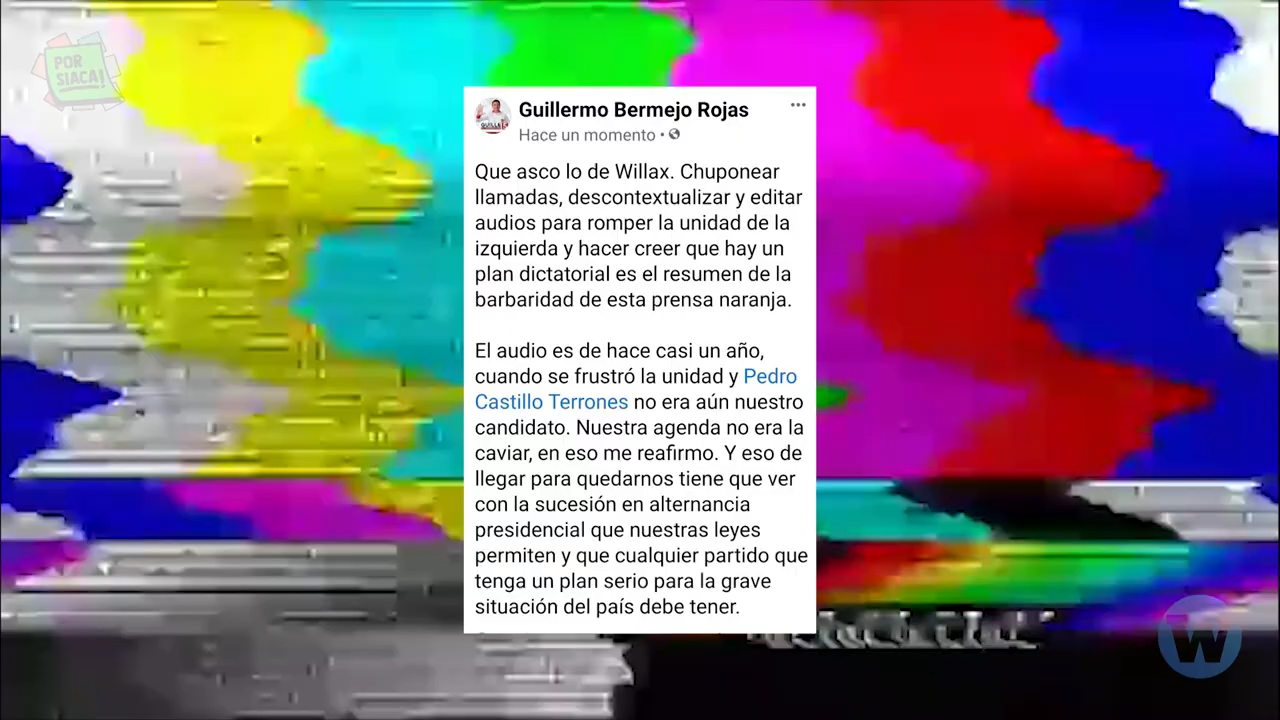 POR
SIACA!
Guillermo Bermejo Rojas
Hace un momento •
Que asco lo de Willax. Chuponear
llamadas, descontextualizar y editar
audios para romper la unidad de la
izquierda y hacer creer que hay un
plan dictatorial es el resumen de la
barbaridad de esta prensa naranja.
El audio es de hace casi un año,
cuando se frustró la unidad y Pedro
Castillo Terrones no era aún nuestro
candidato. Nuestra agenda no era la
caviar, en eso me reafirmo. Y eso de
llegar para quedarnos tiene que ver
con la sucesión en alternancia
presidencial que nuestras leyes
permiten y que cualquier partido que
tenga un plan serio para la grave
situación del país debe tener.
W